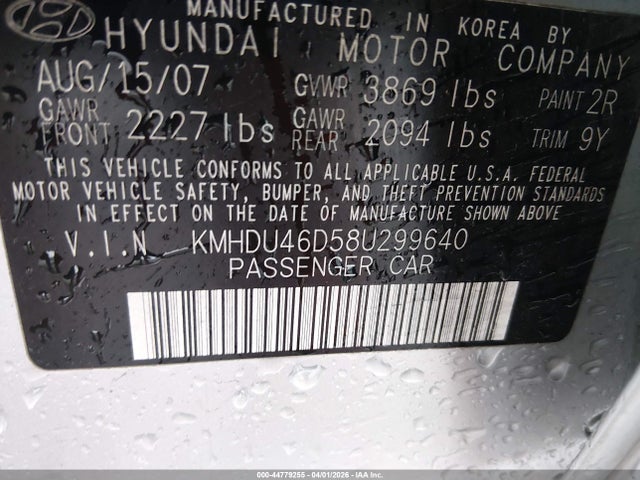 MANUFACTURED IN KOREA BY
HYUNDAI MOTOR COMPANY
AUG/15/07 GVWR 3869 lbs PAINT 2R
GAWR FRONT 2227 lbs GAWR REAR 2094 lbs TRIM 9Y
THIS VEHICLE CONFORMS TO ALL APPLICABLE U.S.A. FEDERAL
MOTOR VEHICLE SAFETY, BUMPER, AND THEFT PREVENTION STANDARDS
IN EFFECT ON THE DATE OF MANUFACTURE SHOWN ABOVE
V.I.N KMHDU46D58U299640
PASSENGER CAR
000-44779255 - 04/01/2026 - IAAI.COM